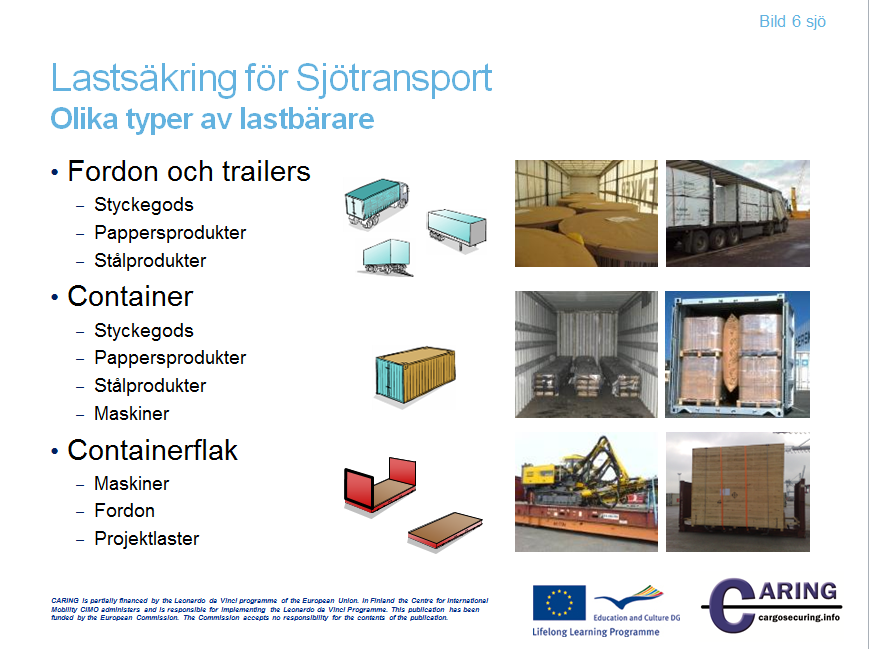 Bild 6 sjö
Lastsäkring för Sjötransport
Olika typer av lastbärare
• Fordon och trailers
– Styckegods
– Pappersprodukter
– Stålprodukter
• Container
– Styckegods
– Pappersprodukter
– Stålprodukter
– Maskiner
• Containerflak
– Maskiner
– Fordon
– Projektlaster
CARING is partially financed by the Leonardo da Vinci programme of the European Union. In Finland the Centre for International
Mobility CIMO administers and is responsible for implementing the Leonardo da Vinci Programme. This publication has been
funded by the European Commission. The Commission accepts no responsibility for the contents of the publication.
Education and Culture DG
Lifelong Learning Programme
CARING
cargosecuring.info